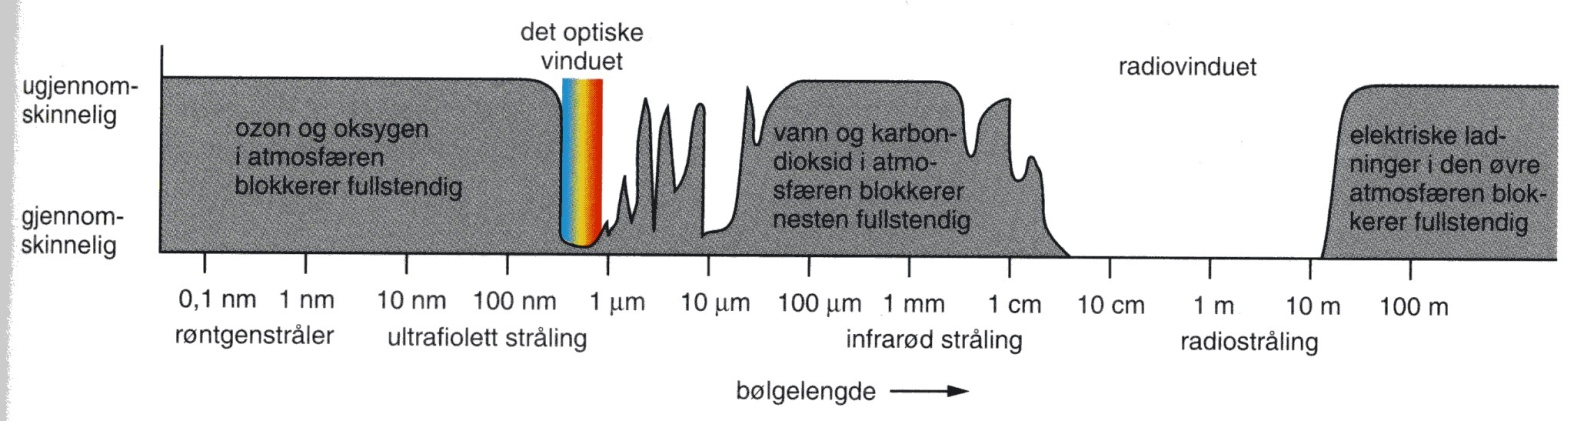 det optiske
vinduet
radiovinduet
ugjennom-
skinnelig
ozon og oksygen
i atmosfæren
blokkerer fullstendig
vann og karbon-
dioksid i atmo-
sfæren blokkerer
nesten fullstendig
elektriske lad-
ninger i den øvre
atmosfæren blok-
kerer fullstendig
gjennom-
skinnelig
0,1 nm 1 nm 10 nm 100 nm 1 μm 10 μm 100 μm 1 mm 1 cm 10 cm 1 m 10 m 100 m
røntgenstråler ultrafiolett stråling infrarød stråling radiostråling
bølgelengde